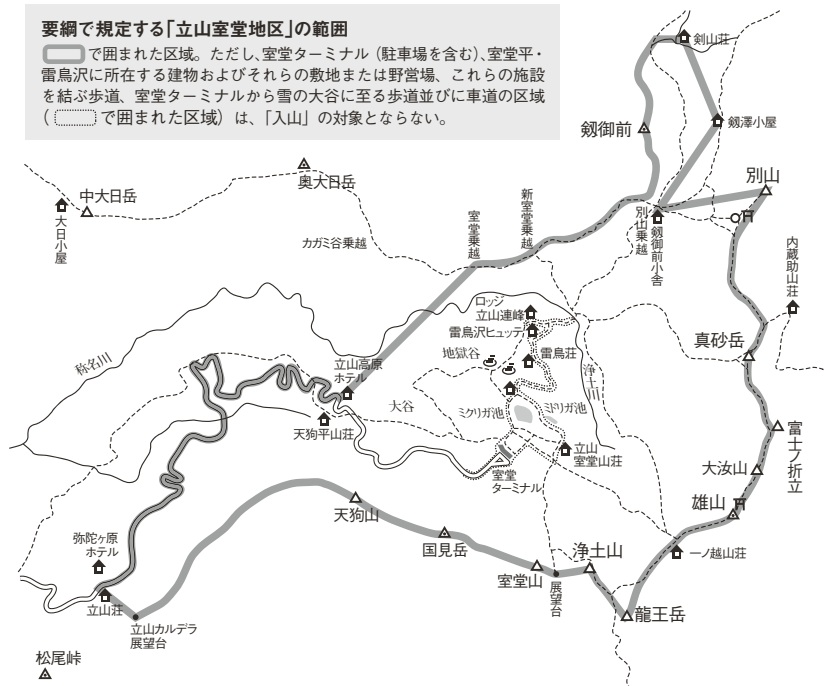 要綱で規定する「立山室堂地区」の範囲
で囲まれた区域。ただし、室堂ターミナル（駐車場を含む）、室堂平・
雷鳥沢に所在する建物およびそれらの敷地または野営場、これらの施設
を結ぶ歩道、室堂ターミナルから雪の大谷に至る歩道並びに車道の区域
（ で囲まれた区域）は、「入山」の対象とならない。
剣山荘
剱御前
剱澤小屋
別山
奥大日岳
中大日岳
大日小屋
カガミ谷乗越
室堂乗越
新室堂乗越
別山乗越
剱御前小舎
内蔵助山荘
ロッジ
立山連峰
雷鳥沢ヒュッテ
地獄谷
雷鳥荘
浄土川
真砂岳
称名川
立山高原
ホテル
大谷
ミクリガ池
ミドリガ池
天狗平山荘
立山
室堂山荘
室堂
ターミナル
富士ノ折立
大汝山
雄山
天狗山
国見岳
室堂山
展望台
浄土山
一ノ越山荘
龍王岳
弥陀ヶ原
ホテル
立山荘
立山カルデラ
展望台
松尾峠